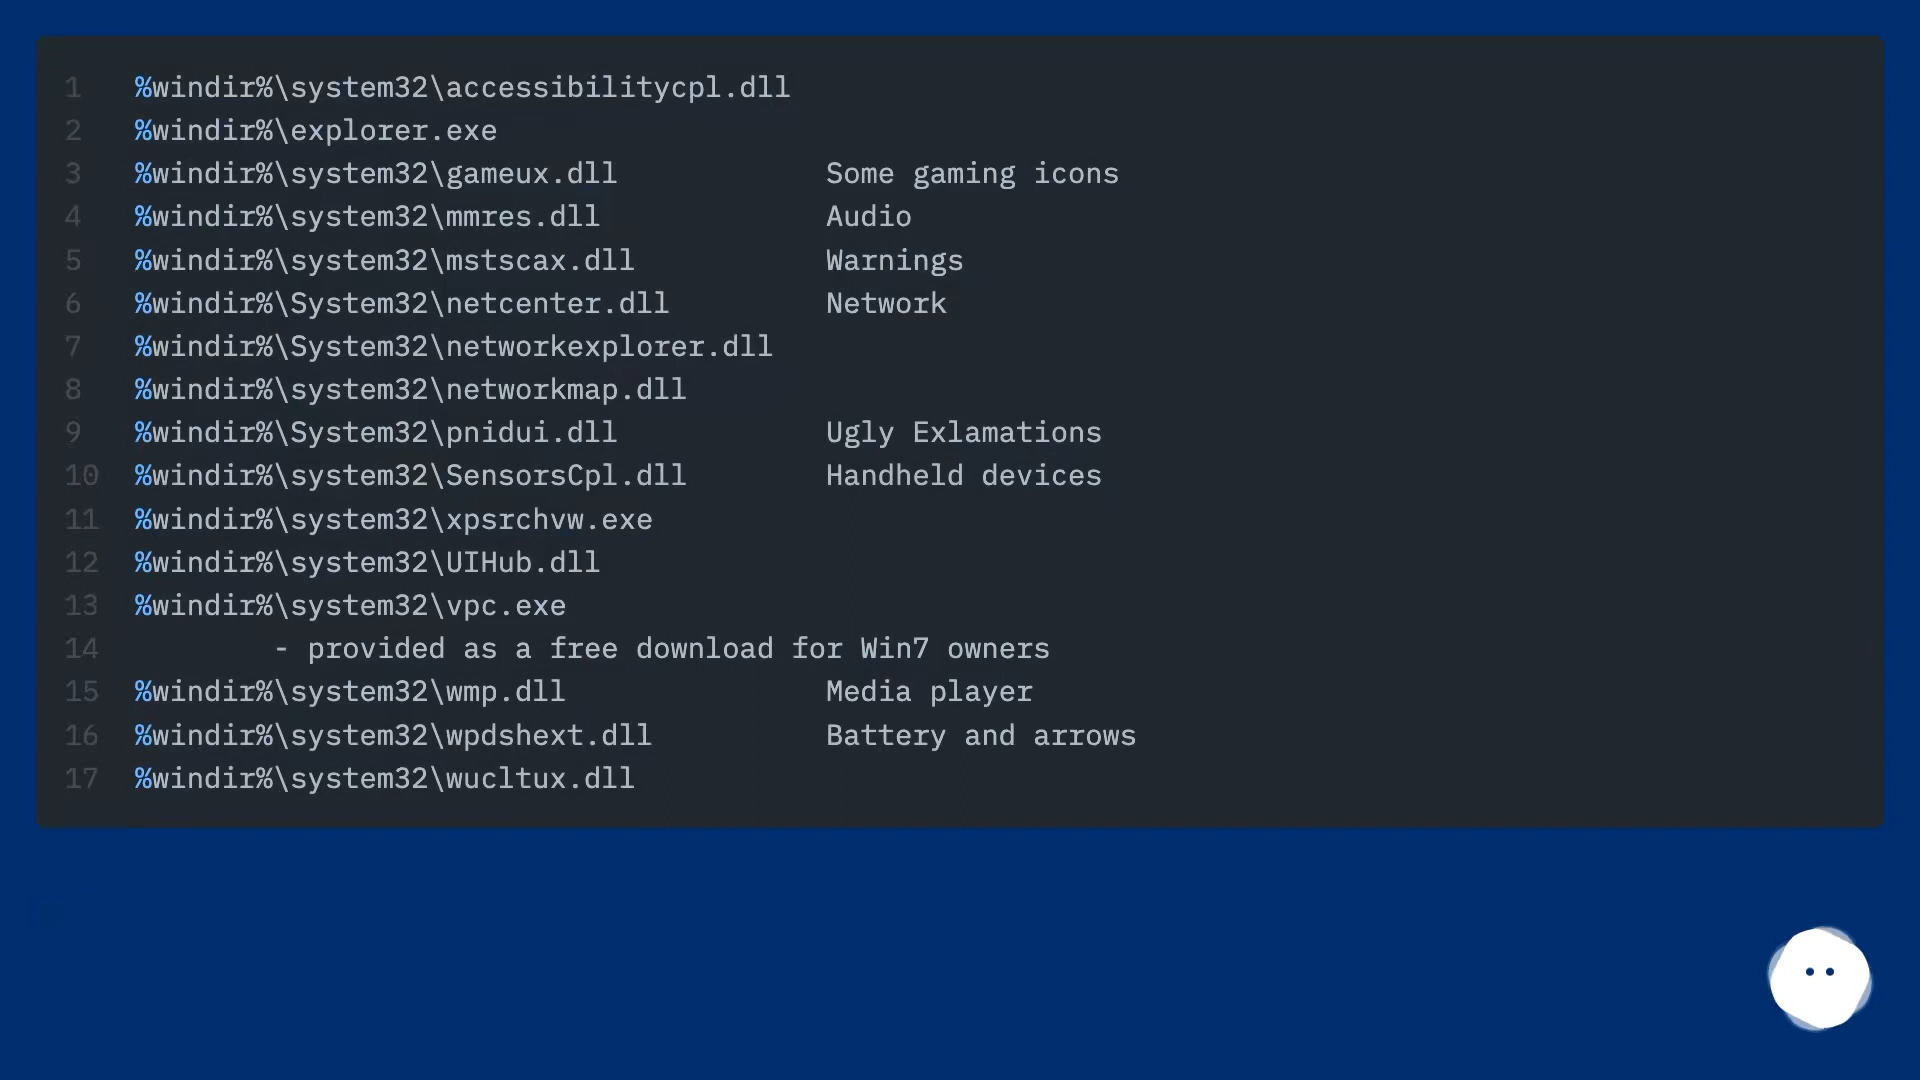 1 %windir%\system32\accessibilitycpl.dll
2 %windir%\explorer.exe
3 %windir%\system32\gameux.dll Some gaming icons
4 %windir%\system32\mmres.dll Audio
5 %windir%\system32\mstscax.dll Warnings
6 %windir%\System32\netcenter.dll Network
7 %windir%\System32\networkexplorer.dll
8 %windir%\system32\networkmap.dll
9 %windir%\System32\pnidui.dll Ugly Exlamations
10 %windir%\system32\SensorsCpl.dll Handheld devices
11 %windir%\system32\xpsrchvw.exe
12 %windir%\system32\UIHub.dll
13 %windir%\system32\vpc.exe
14 - provided as a free download for Win7 owners
15 %windir%\system32\wmp.dll Media player
16 %windir%\system32\wpdshext.dll Battery and arrows
17 %windir%\system32\wucltux.dll